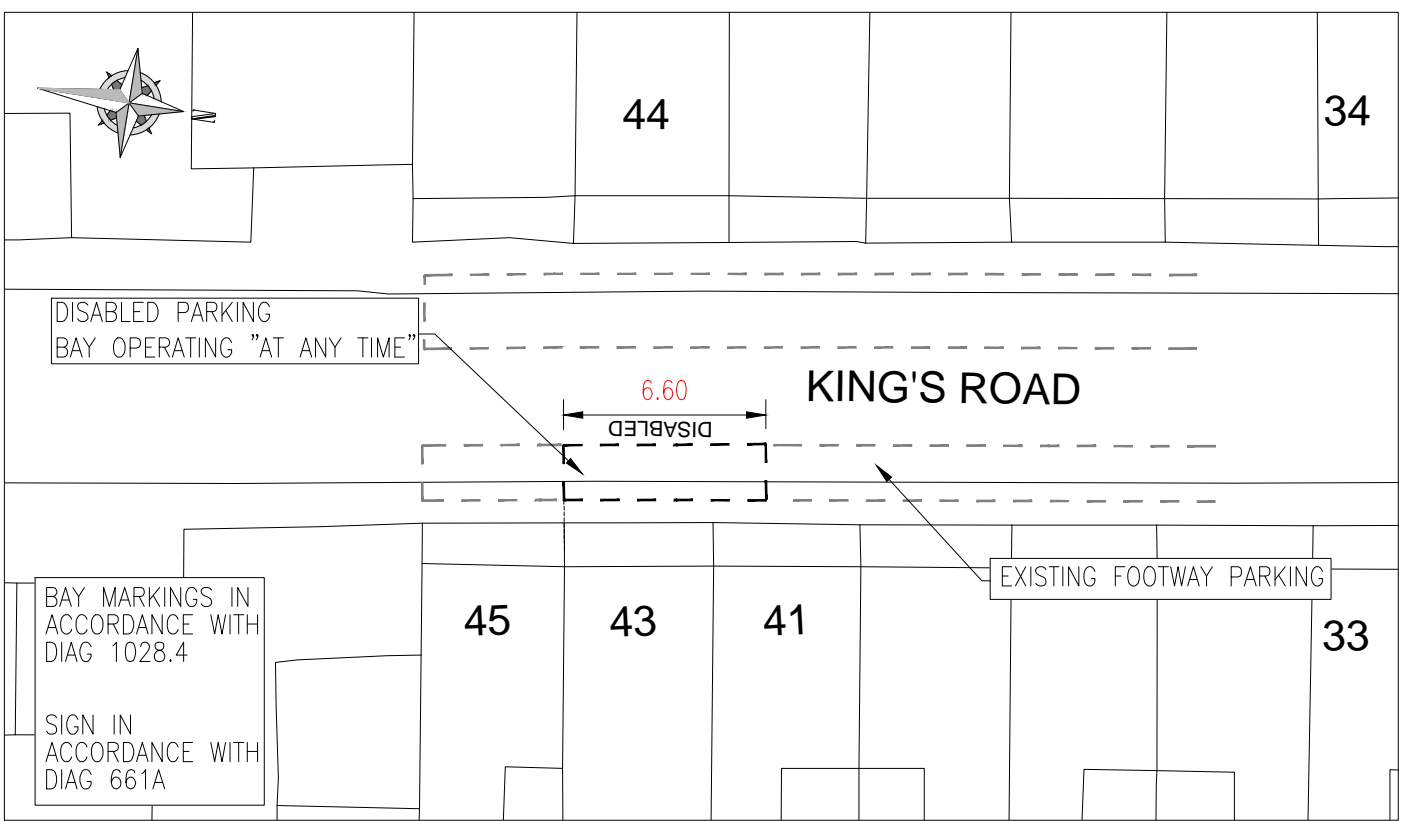 44
34
N
DISABLED PARKING
BAY OPERATING "AT ANY TIME"
6.60
KING'S ROAD
DISABLED
EXISTING FOOTWAY PARKING
45
43
41
33
BAY MARKINGS IN
ACCORDANCE WITH
DIAG 1028.4
SIGN IN
ACCORDANCE WITH
DIAG 661A